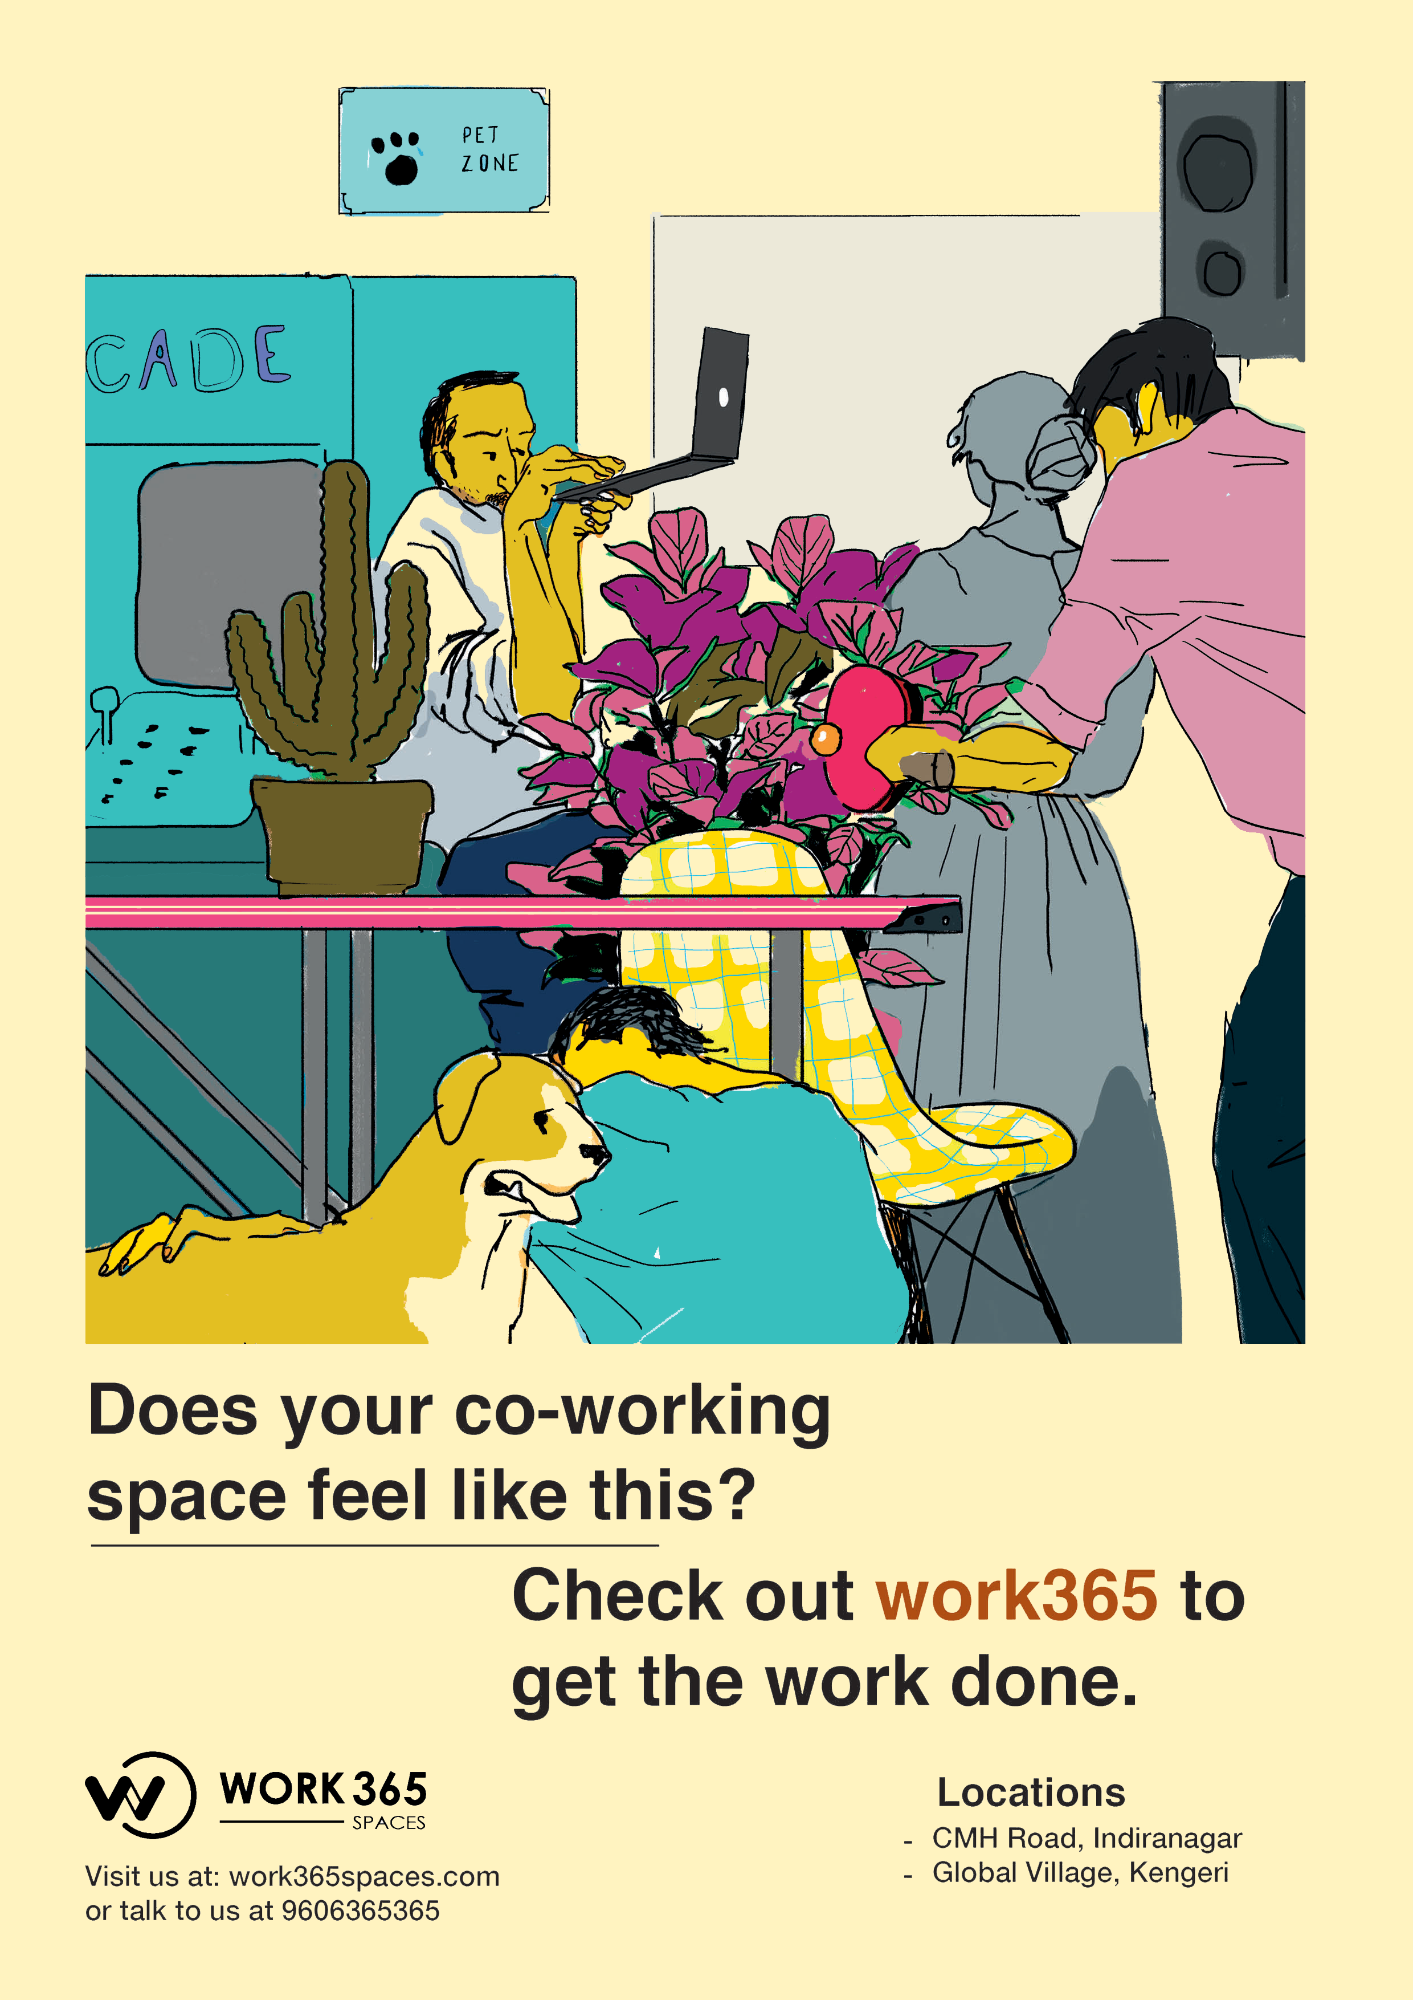 PET
ZONE
CADE
Does your co-working
space feel like this?
Check out work365 to
get the work done.
W WORK 365
SPACES
Visit us at: work365spaces.com
or talk to us at 9606365365
Locations
- CMH Road, Indiranagar
- Global Village, Kengeri